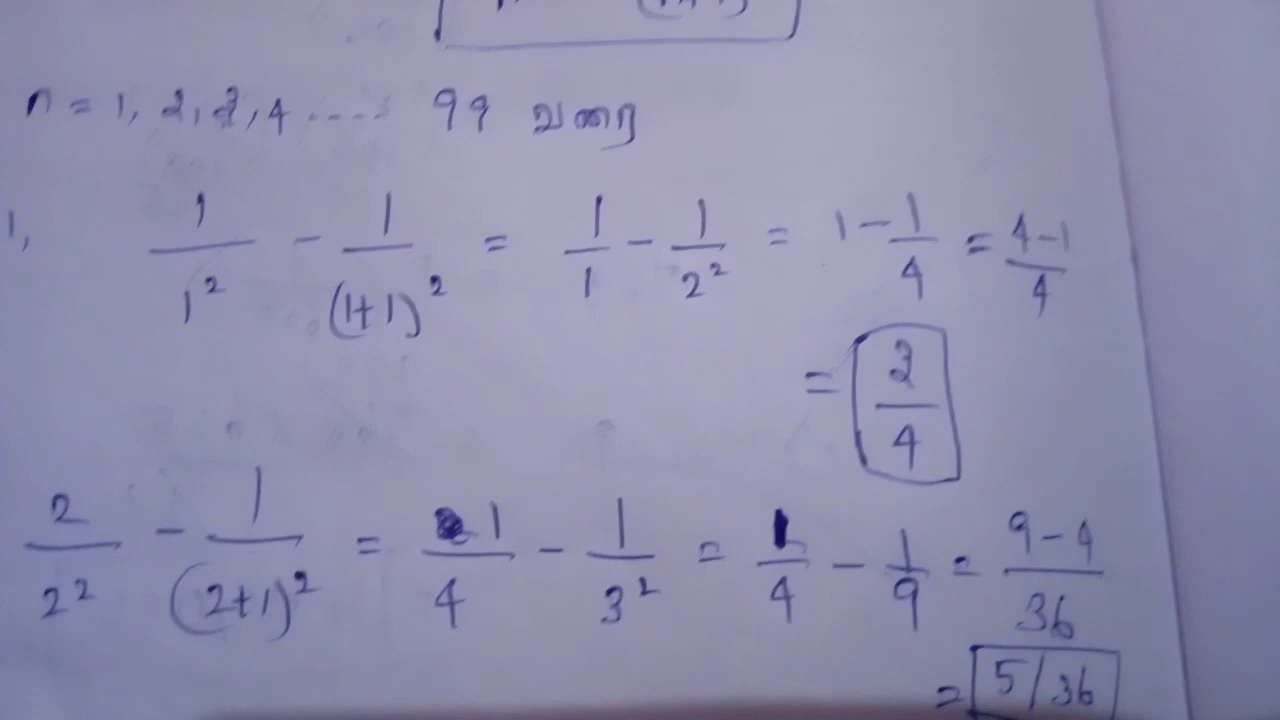 n = 1, 2, 3, 4 ..... 99 வரை
1, 1/1² - 1/(1+1)² = 1/1 - 1/2² = 1 - 1/4 = 4-1/4
= 3/4
2/2² - 1/(2+1)² = 1/4 - 1/3² = 1/4 - 1/9 = 9-4/36
= 5/36